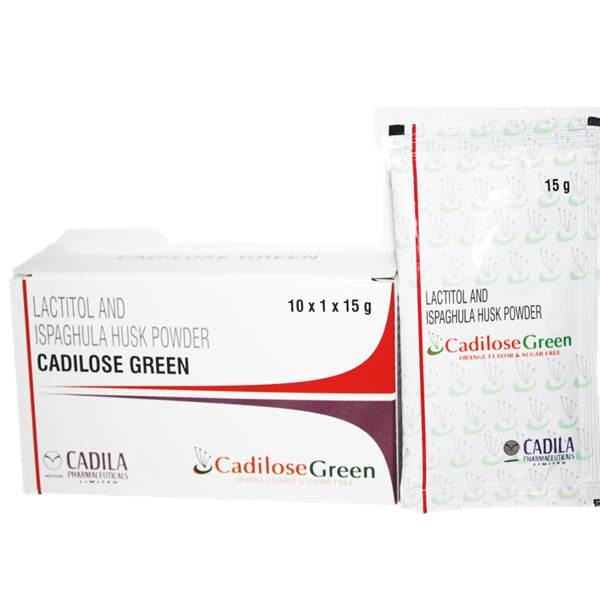 CADILOSE GREEN
LACTITOL AND
ISPAGHULA HUSK POWDER
CADILOSE GREEN
10 x 1 x 15 g
CADILA
PHARMACEUTICALS
LIMITED
CadiloseGreen
ORANGE FLAVOR & SUGAR FREE
15 g
LACTITOL AND
ISPAGHULA HUSK POWDER
CadiloseGreen
ORANGE FLAVOR & SUGAR FREE
CADILA
PHARMACEUTICALS
LIMITED